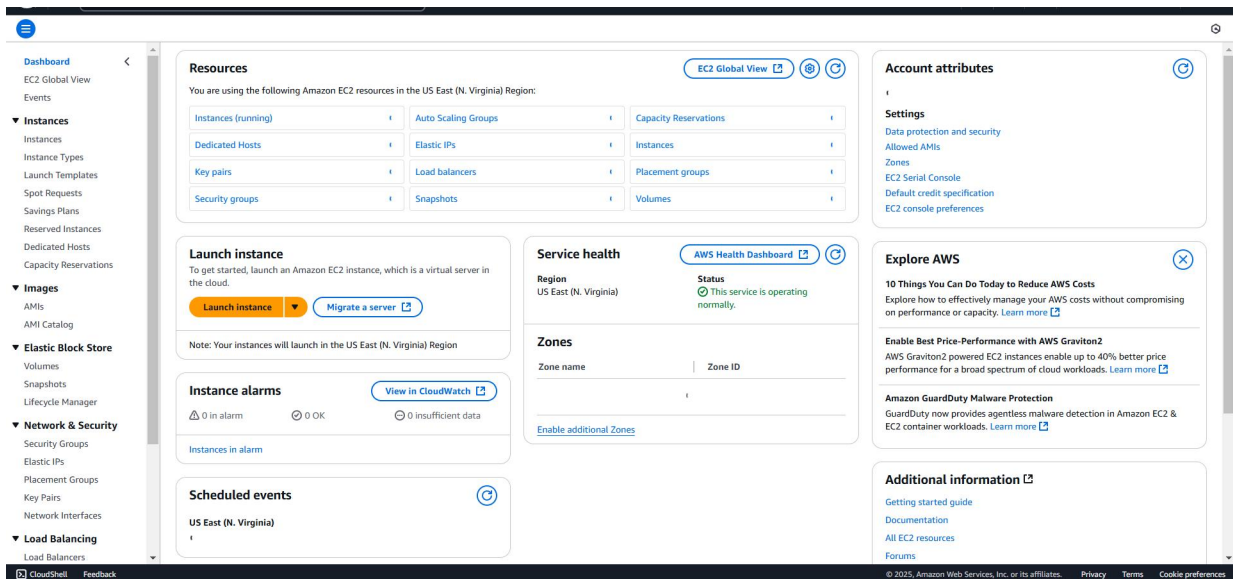 Dashboard
EC2 Global View
Events
Instances
Instances
Instance Types
Launch Templates
Spot Requests
Savings Plans
Reserved Instances
Dedicated Hosts
Capacity Reservations
Images
AMIs
AMI Catalog
Elastic Block Store
Volumes
Snapshots
Lifecycle Manager
Network & Security
Security Groups
Elastic IPs
Placement Groups
Key Pairs
Network Interfaces
Load Balancing
Load Balancers
Resources
EC2 Global View
You are using the following Amazon EC2 resources in the US East (N. Virginia) Region:
Instances (running) Auto Scaling Groups Capacity Reservations
Dedicated Hosts Elastic IPs Instances
Key pairs Load balancers Placement groups
Security groups Snapshots Volumes
Launch instance
To get started, launch an Amazon EC2 instance, which is a virtual server in
the cloud.
Launch instance Migrate a server
Note: Your instances will launch in the US East (N. Virginia) Region
Instance alarms View in CloudWatch
0 in alarm 0 OK 0 insufficient data
Instances in alarm
Scheduled events
US East (N. Virginia)
Service health AWS Health Dashboard
Region Status
US East (N. Virginia) This service is operating
normally.
Zones
Zone name Zone ID
Enable additional Zones
Account attributes
Settings
Data protection and security
Allowed AMIs
Zones
EC2 Serial Console
Default credit specification
EC2 console preferences
Explore AWS
10 Things You Can Do Today to Reduce AWS Costs
Explore how to effectively manage your AWS costs without compromising
on performance or capacity. Learn more
Enable Best Price-Performance with AWS Graviton2
AWS Graviton2 powered EC2 instances enable up to 40% better price
performance for a broad spectrum of cloud workloads. Learn more
Amazon GuardDuty Malware Protection
GuardDuty now provides agentless malware detection in Amazon EC2 &
EC2 container workloads. Learn more
Additional information
Getting started guide
Documentation
All EC2 resources
Forums
CloudShell Feedback © 2025, Amazon Web Services, Inc. or its affiliates. Privacy Terms Cookie preferences